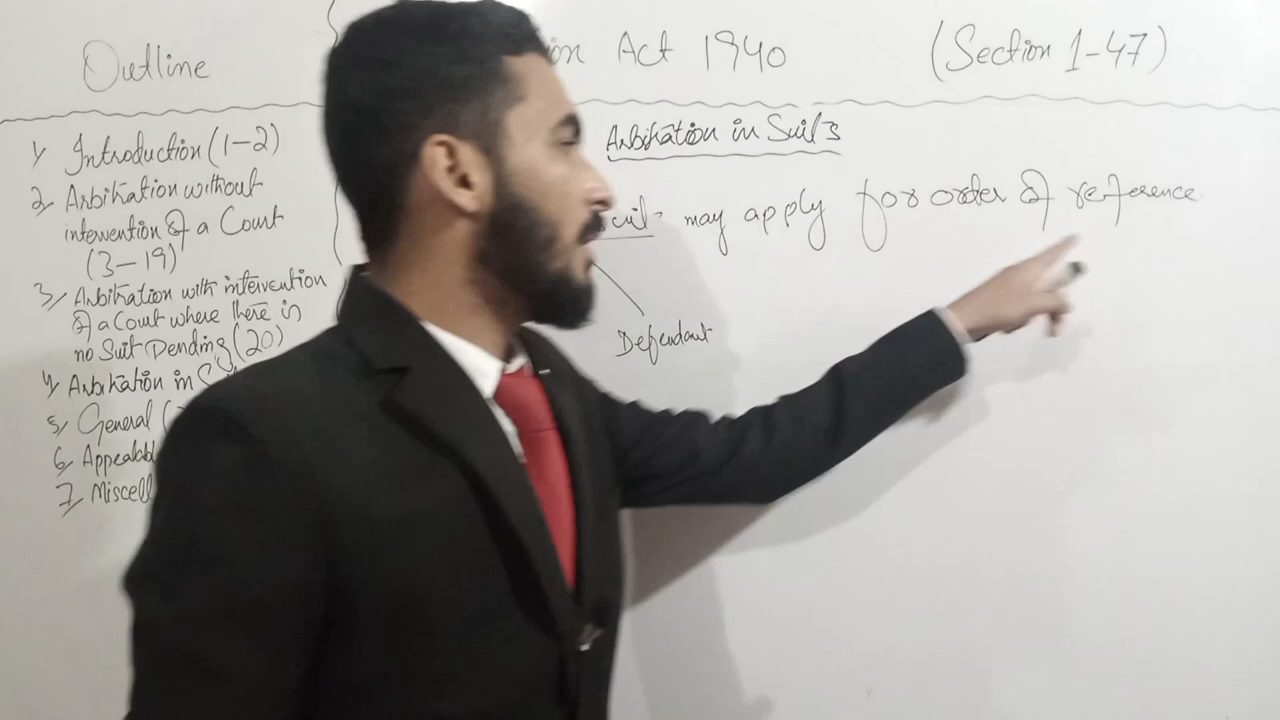 Outline
ion Act 1940 (Section 1-47)
1) Introduction (1-2)
2) Arbitration without
intervention of a Court
(3-19)
3) Arbitration with intervention
of a Court where there is
no Suit Pending (20)
4) Arbitration in S
5) General (
6) Appealabl
7) Miscell
Arbitration in Suits
suit may apply for order of reference
Defendant